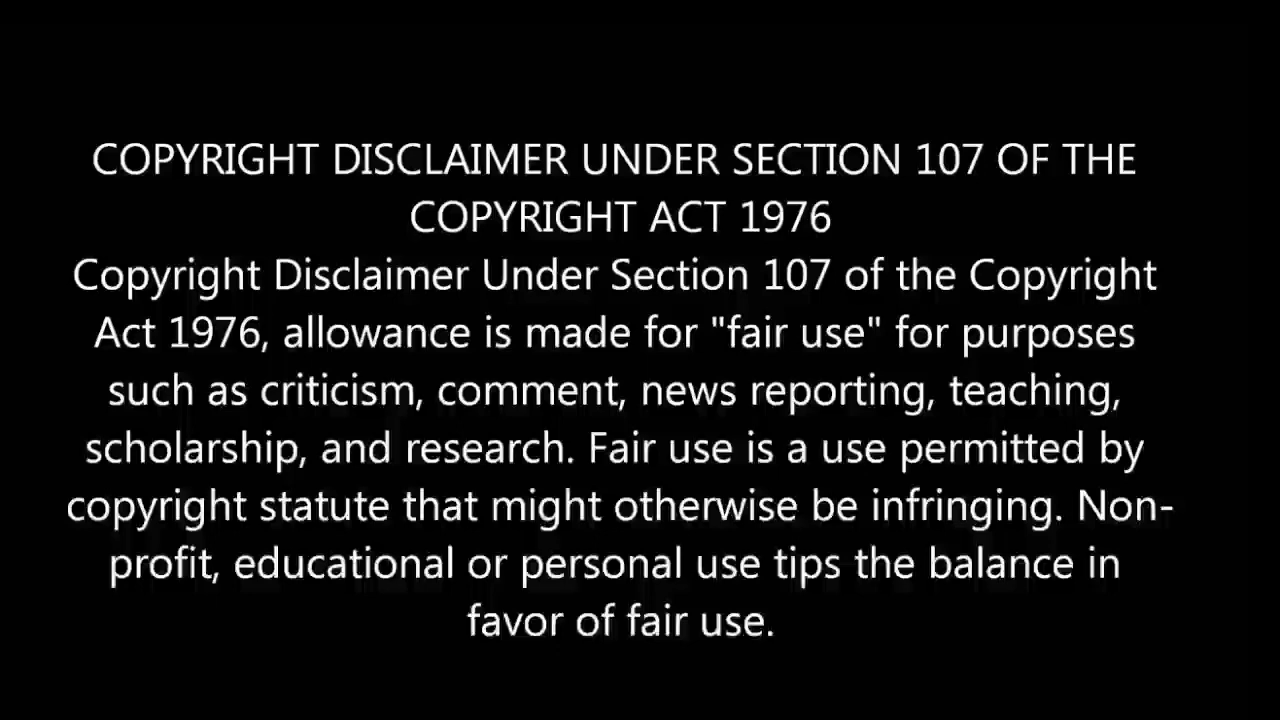 COPYRIGHT DISCLAIMER UNDER SECTION 107 OF THE
COPYRIGHT ACT 1976
Copyright Disclaimer Under Section 107 of the Copyright
Act 1976, allowance is made for "fair use" for purposes
such as criticism, comment, news reporting, teaching,
scholarship, and research. Fair use is a use permitted by
copyright statute that might otherwise be infringing. Non-
profit, educational or personal use tips the balance in
favor of fair use.